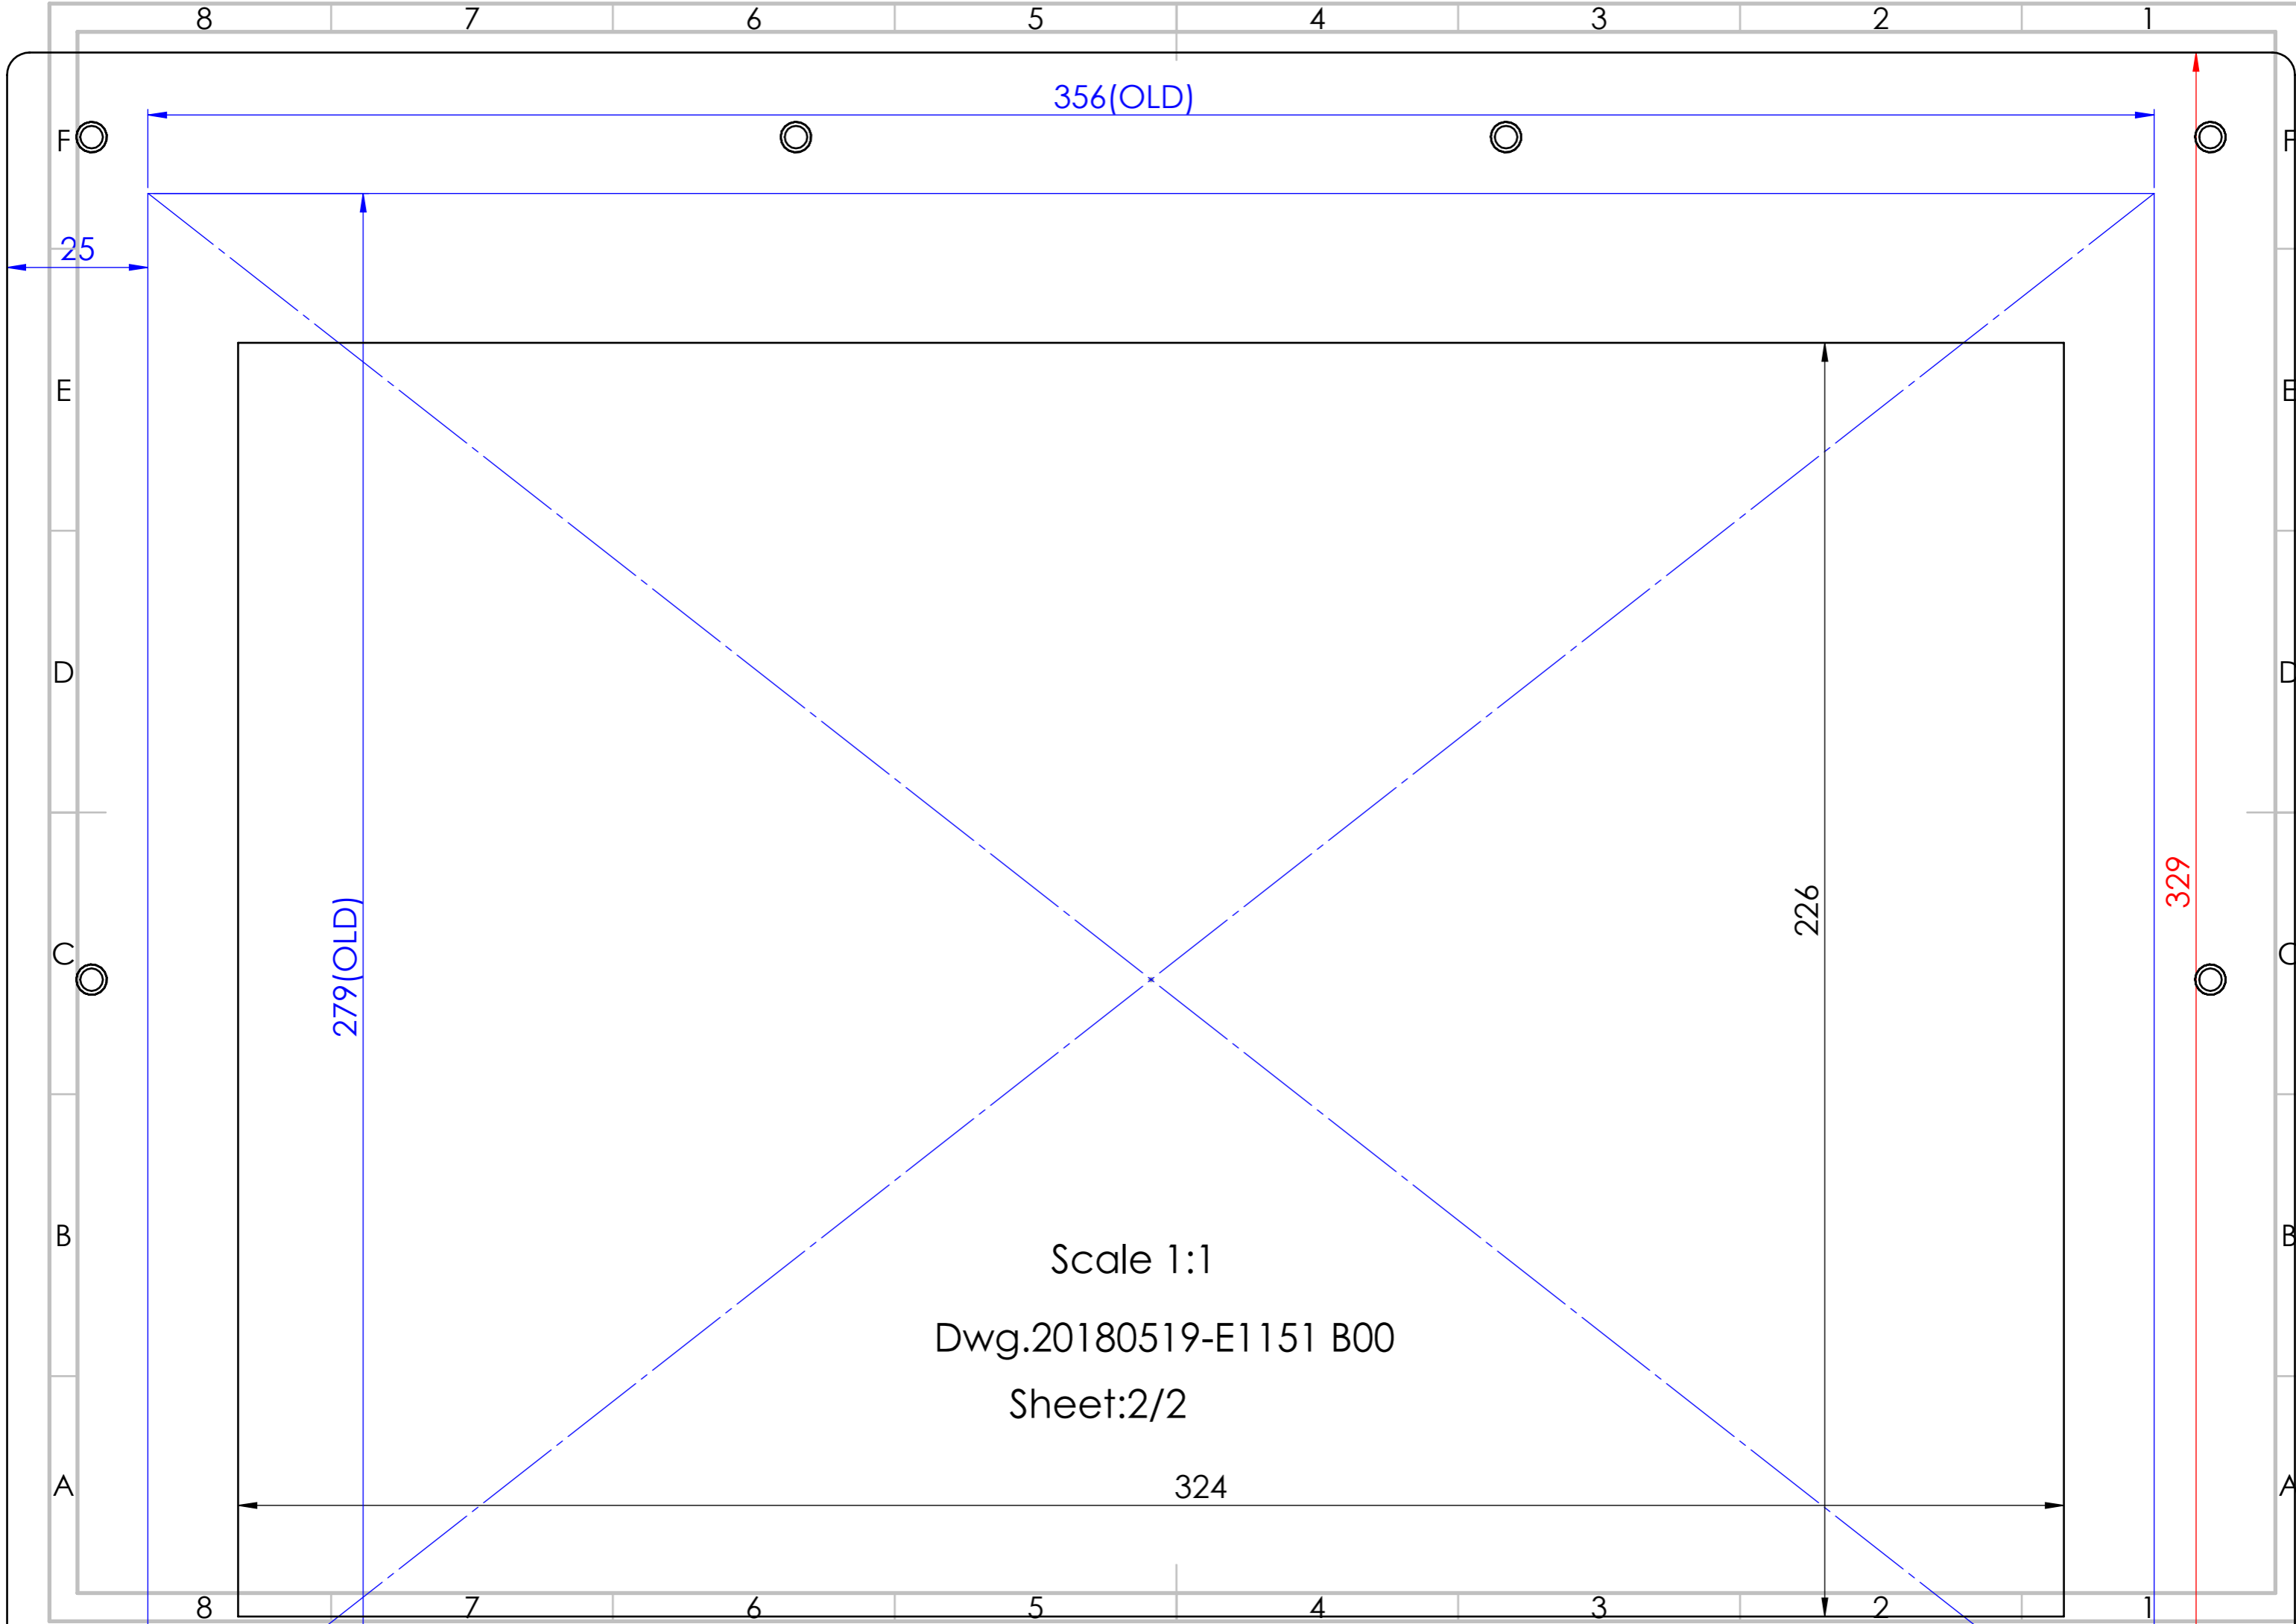 8 7 6 5 4 3 2 1
356(OLD)
F F
25
E E
D D
329
226
279(OLD)
C C
B B
Scale 1:1
Dwg.20180519-E1151 B00
Sheet:2/2
324
A A
8 7 6 5 4 3 2 1